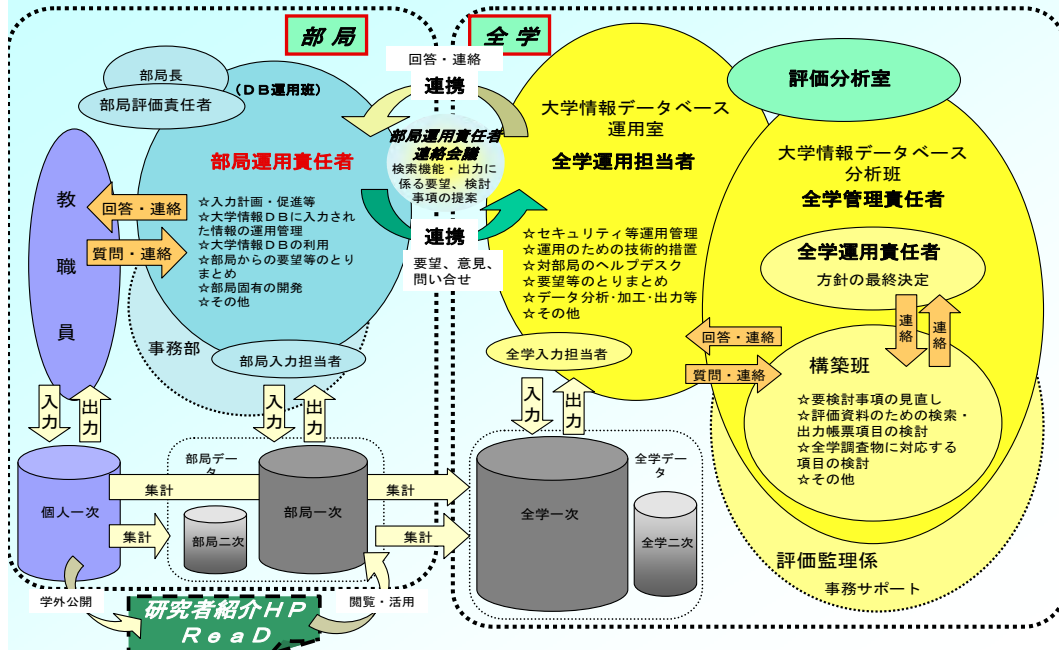 部 局
全 学
部局長
部局評価責任者
（ＤＢ運用班）
部局運用責任者
☆入力計画・促進等
☆大学情報ＤＢに入力され
た情報の運用管理
☆大学情報ＤＢの利用
☆部局からの要望等のとり
まとめ
☆部局固有の開発
☆その他
教
職
員
回答・連絡
質問・連絡
事務部
部局入力担当者
回答・連絡
連携
部局運用責任者
連絡会議
検索機能・出力に
係る要望、検討
事項の提案
連携
要望、意見、
問い合せ
大学情報データベース
運用室
全学運用担当者
☆セキュリティ等運用管理
☆運用のための技術的措置
☆対部局のヘルプデスク
☆要望等のとりまとめ
☆データ分析・加工・出力等
☆その他
全学入力担当者
評価分析室
大学情報データベース
分析班
全学管理責任者
全学運用責任者
方針の最終決定
連絡
連絡
回答・連絡
質問・連絡
構築班
☆要検討事項の見直し
☆評価資料のための検索・
出力帳票項目の検討
☆全学調査物に対応する
項目の検討
☆その他
評価監理係
事務サポート
入力
出力
入力
出力
入力
出力
個人一次
集計
集計
部局デー
タ
部局二次
部局一次
集計
集計
全学一次
全学デー
タ
全学二次
学外公開
研究者紹介ＨＰ
ＲｅａＤ
閲覧・活用